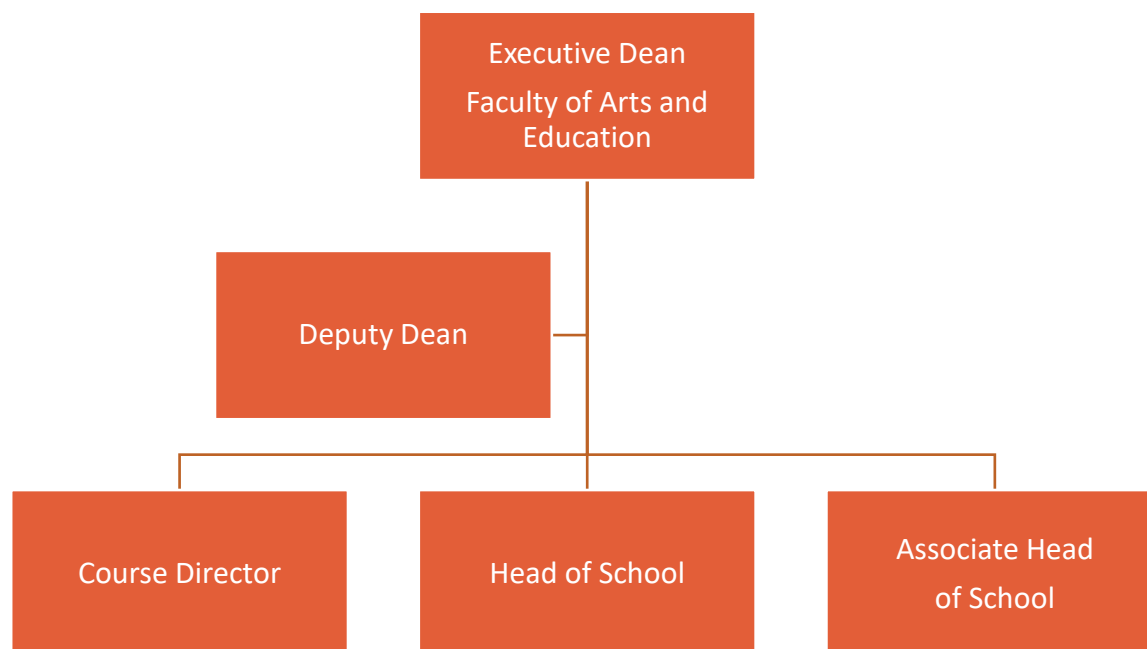 Executive Dean
Faculty of Arts and
Education
Deputy Dean
Course Director
Head of School
Associate Head
of School